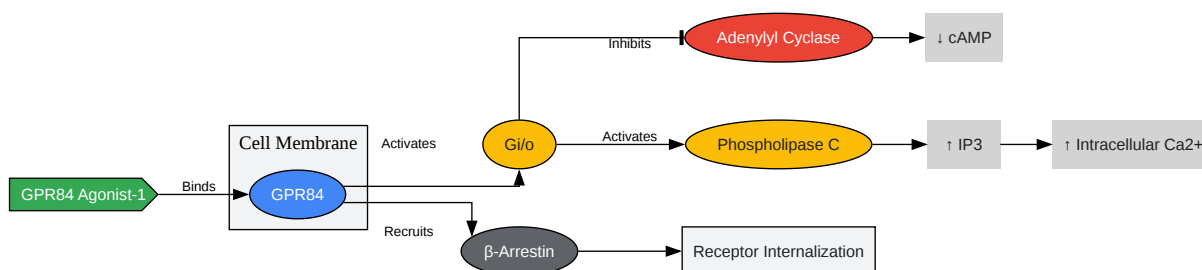 Adenylyl Cyclase
↓ cAMP
Inhibits
Cell Membrane
Activates
Gi/o
Activates
Phospholipase C
↑ IP3
↑ Intracellular Ca2+
GPR84 Agonist-1
Binds
GPR84
Recruits
β-Arrestin
Receptor Internalization